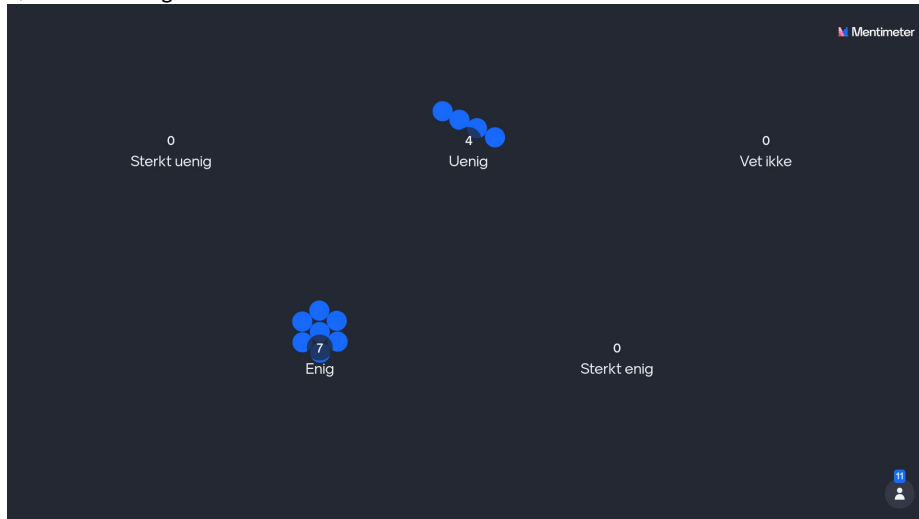 Mentimeter
0
Sterkt uenig
4
Uenig
0
Vet ikke
7
Enig
0
Sterkt enig
11